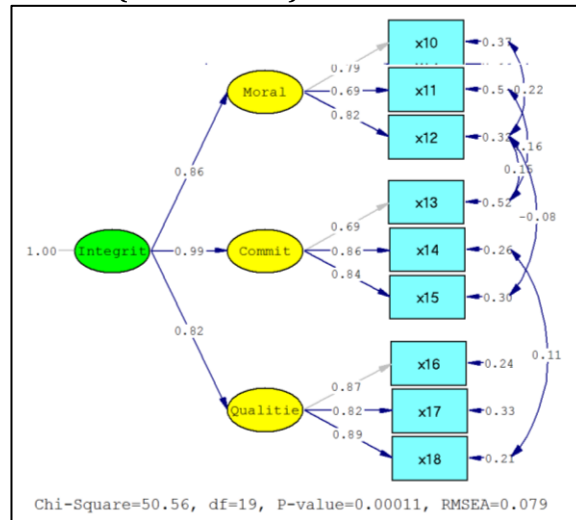 x10
0.37
0.79
Moral
0.69
x11
0.5
0.22
0.82
x12
0.33
0.16
0.15
0.86
0.69
x13
0.52
-0.08
1.00
Integrit
0.99
Commit
0.86
x14
0.26
0.84
x15
0.30
0.11
0.82
0.87
x16
0.24
Qualitie
0.82
x17
0.33
0.89
x18
0.21
Chi-Square=50.56, df=19, P-value=0.00011, RMSEA=0.079